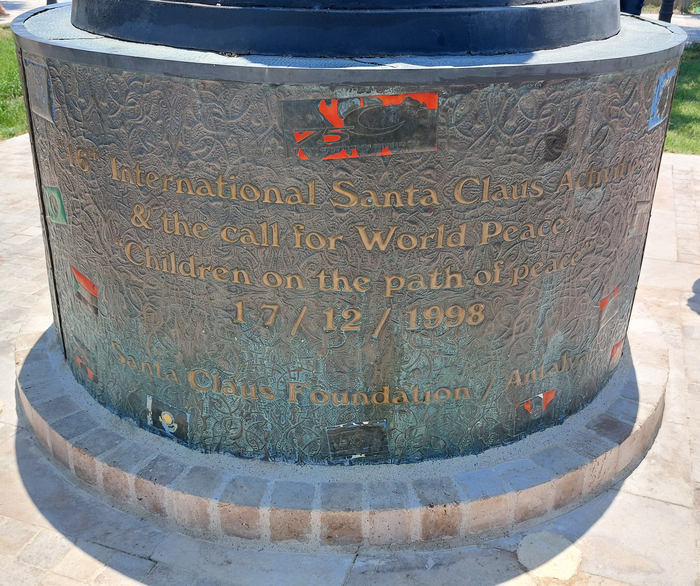 16th International Santa Claus Activities
& the call for World Peace,
"Children on the path of peace"
17/12/1998
Santa Claus Foundation / Antalya